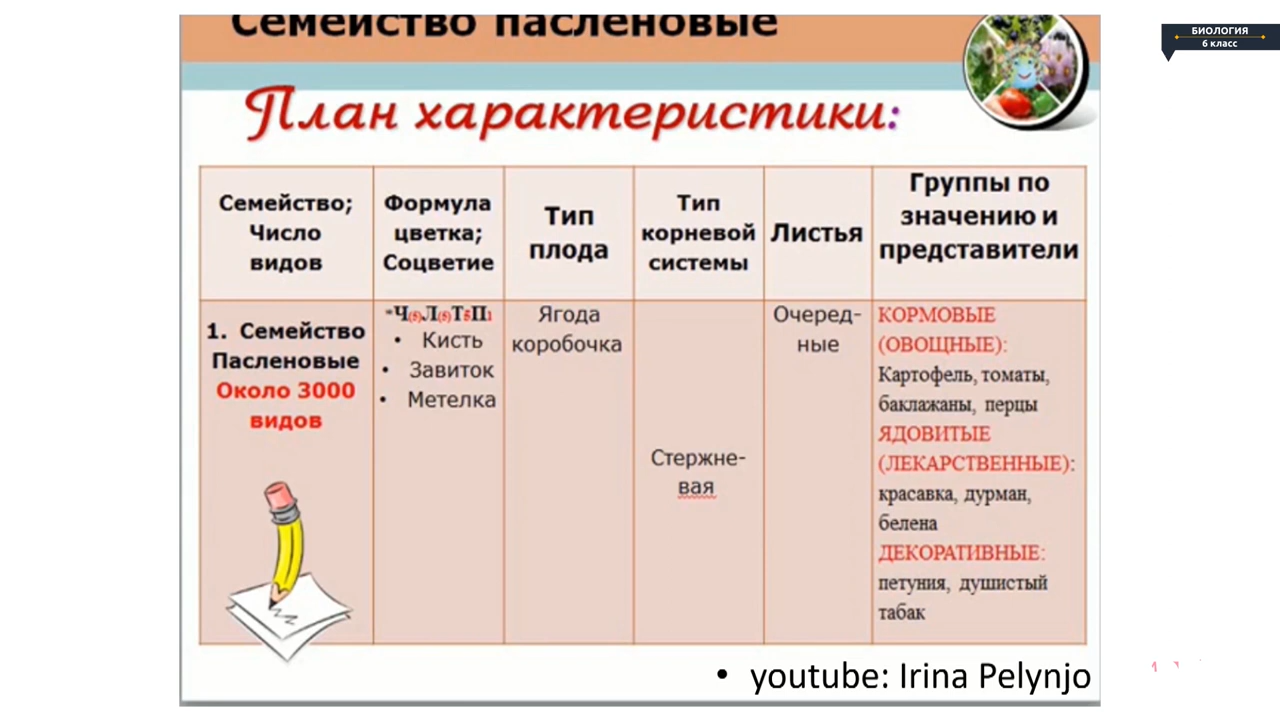 Семейство пасленовые
БИОЛОГИЯ
6 класс
План характеристики:
Семейство;
Число
видов
Формула
цветка;
Соцветие
Тип
плода
Тип
корневой
системы
Листья
Группы по
значению и
представители
1. Семейство
Пасленовые
Около 3000
видов
*Ч(5)Л(5)Т5П1
• Кисть
• Завиток
• Метелка
Ягода
коробочка
Стержне-
вая
Очеред-
ные
КОРМОВЫЕ
(ОВОЩНЫЕ):
Картофель, томаты,
баклажаны, перцы
ЯДОВИТЫЕ
(ЛЕКАРСТВЕННЫЕ):
красавка, дурман,
белена
ДЕКОРАТИВНЫЕ:
петуния, душистый
табак
• youtube: Irina Pelynjo